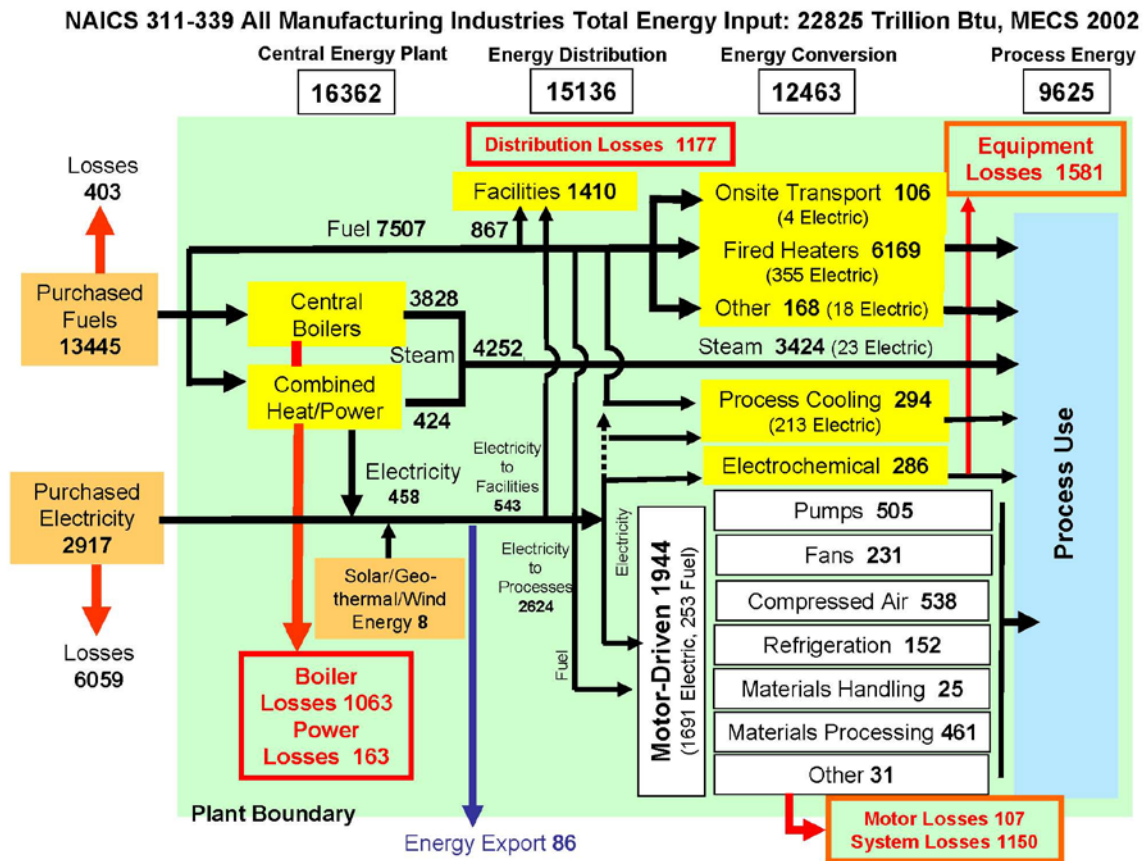 NAICS 311-339 All Manufacturing Industries Total Energy Input: 22825 Trillion Btu, MECS 2002
Central Energy Plant
Energy Distribution
Energy Conversion
Process Energy
16362
15136
12463
9625
Distribution Losses 1177
Equipment
Losses 1581
Losses
403
Facilities 1410
Onsite Transport 106
(4 Electric)
Fuel 7507
867
Fired Heaters 6169
(355 Electric)
Purchased
Fuels
13445
Central
Boilers
3828
Other 168 (18 Electric)
Steam
4252
Steam 3424 (23 Electric)
Combined
Heat/Power
424
Process Cooling 294
(213 Electric)
Electricity
458
Electricity
to
Facilities
543
Electrochemical 286
Purchased
Electricity
2917
Pumps 505
Fans 231
Compressed Air 538
Refrigeration 152
Materials Handling 25
Materials Processing 461
Other 31
Process Use
Electricity
Electricity
to
Processes
2624
Motor-Driven 1944
(1691 Electric, 253 Fuel)
Fuel
Solar/Geo-
thermal/Wind
Energy 8
Losses
6059
Boiler
Losses 1063
Power
Losses 163
Plant Boundary
Energy Export 86
Motor Losses 107
System Losses 1150